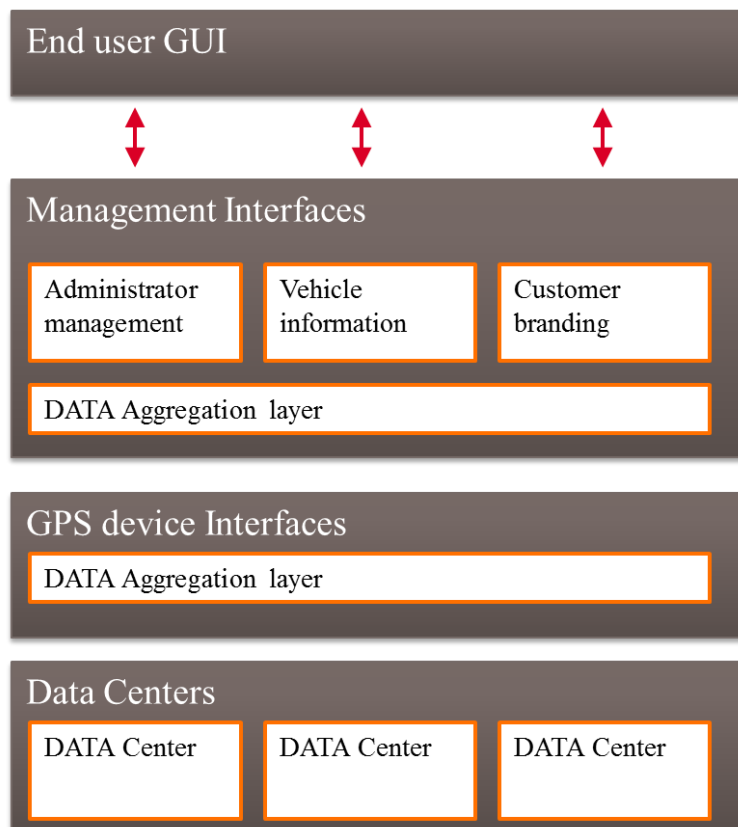 End user GUI
Management Interfaces
Administrator
management
Vehicle
information
Customer
branding
DATA Aggregation layer
GPS device Interfaces
DATA Aggregation layer
Data Centers
DATA Center
DATA Center
DATA Center